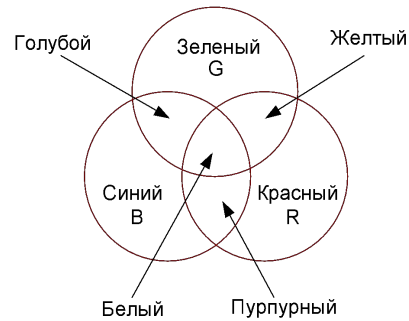 Голубой
Зеленый
G
Желтый
Синий
B
Красный
R
Белый
Пурпурный